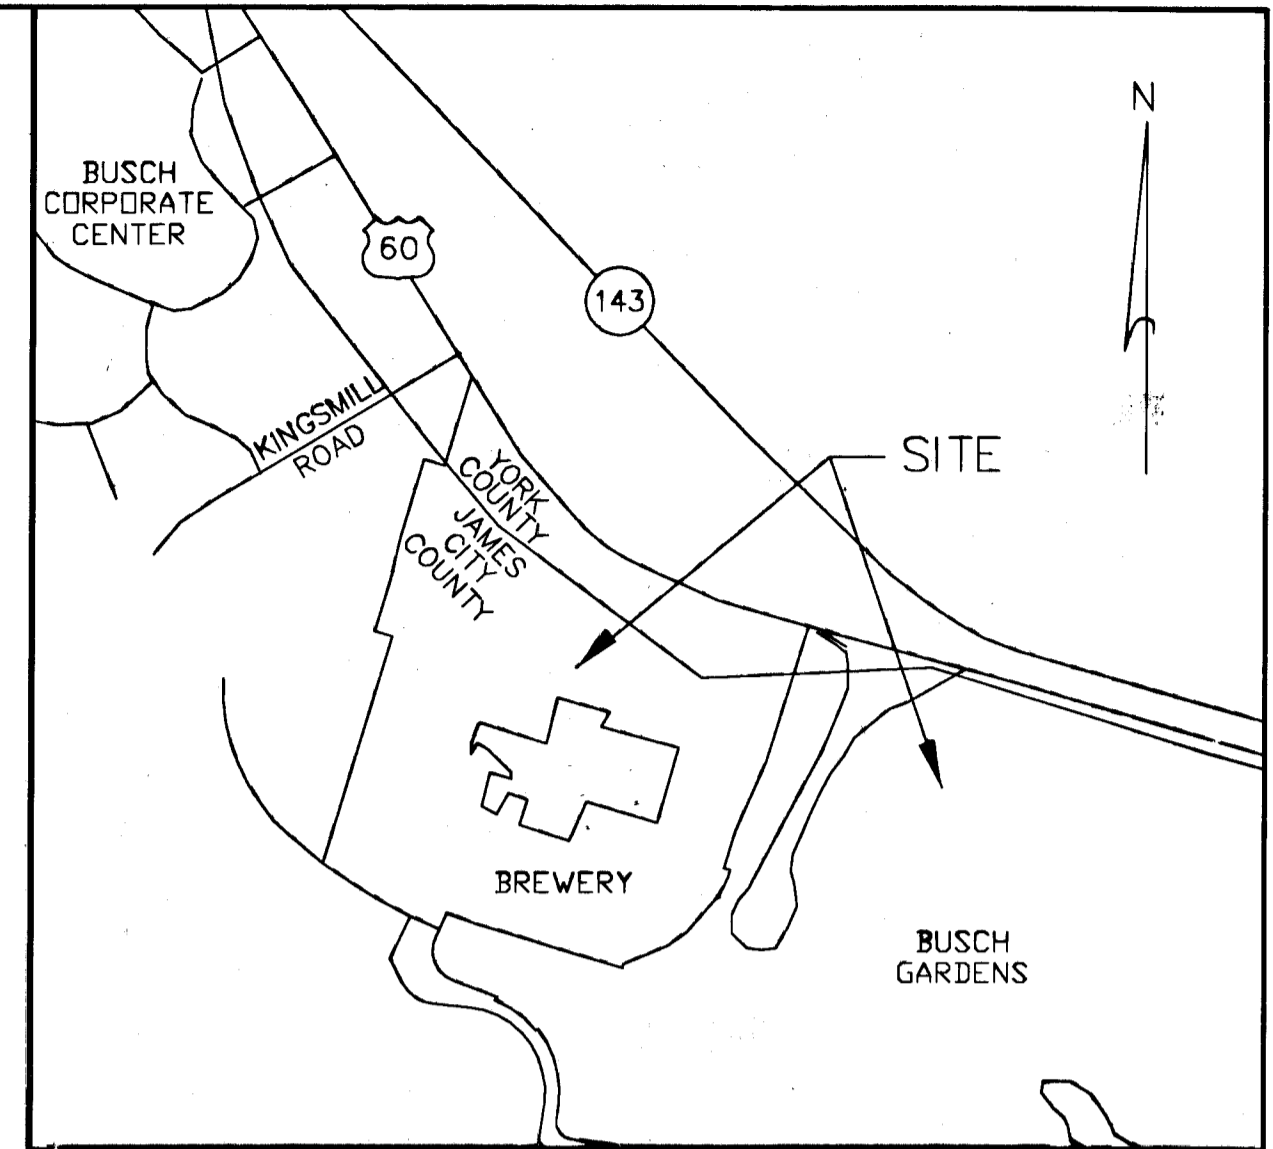 N
BUSCH
CORPORATE
CENTER
60
143
KINGSMILL
ROAD
SITE
YORK
COUNTY
JAMES
CITY
COUNTY
BREWERY
BUSCH
GARDENS